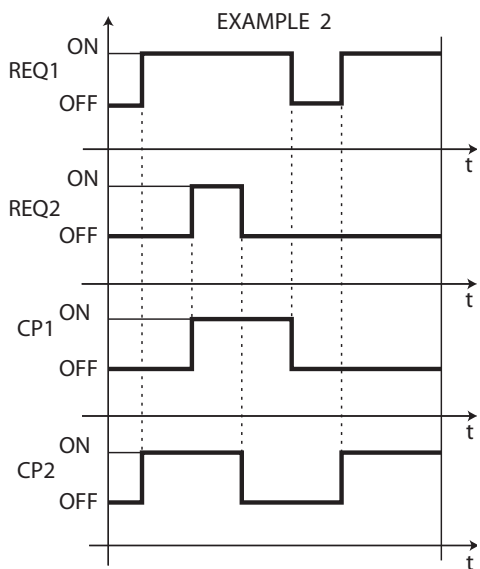 EXAMPLE 2
ON
REQ1
OFF
t
ON
REQ2
OFF
t
ON
CP1
OFF
t
ON
CP2
OFF
t